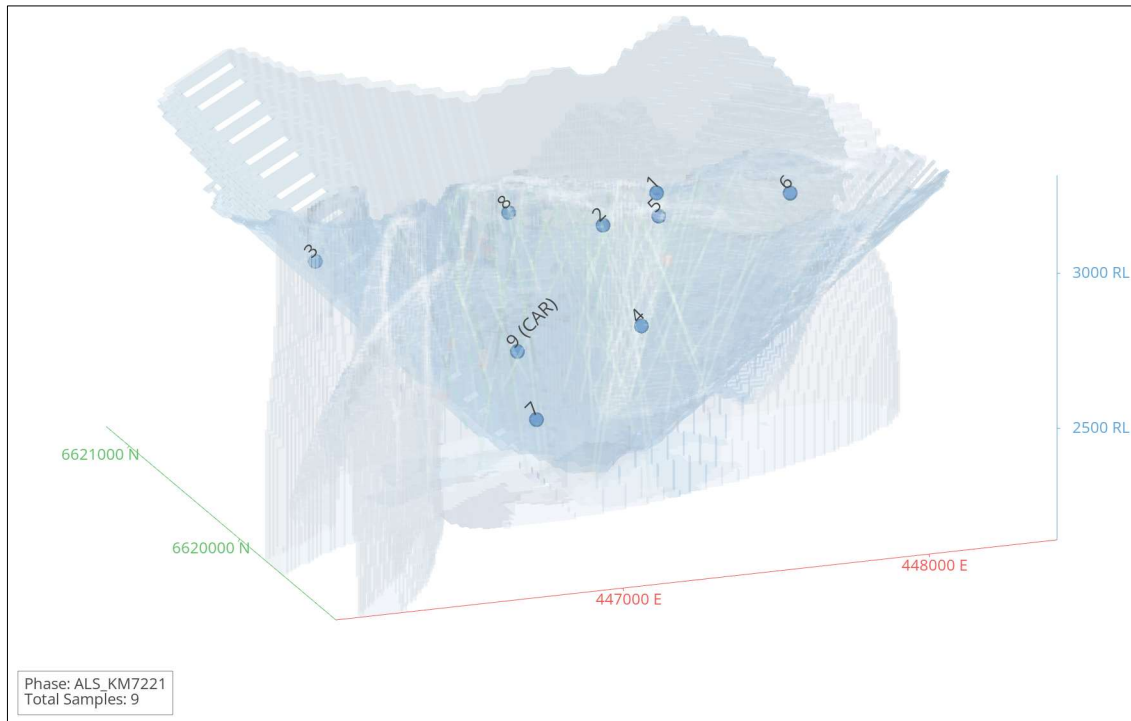 1
6
8
5
2
3
3000 RL
9 (CAR)
4
7
2500 RL
6621000 N
6620000 N
448000 E
447000 E
Phase: ALS_KM7221
Total Samples: 9